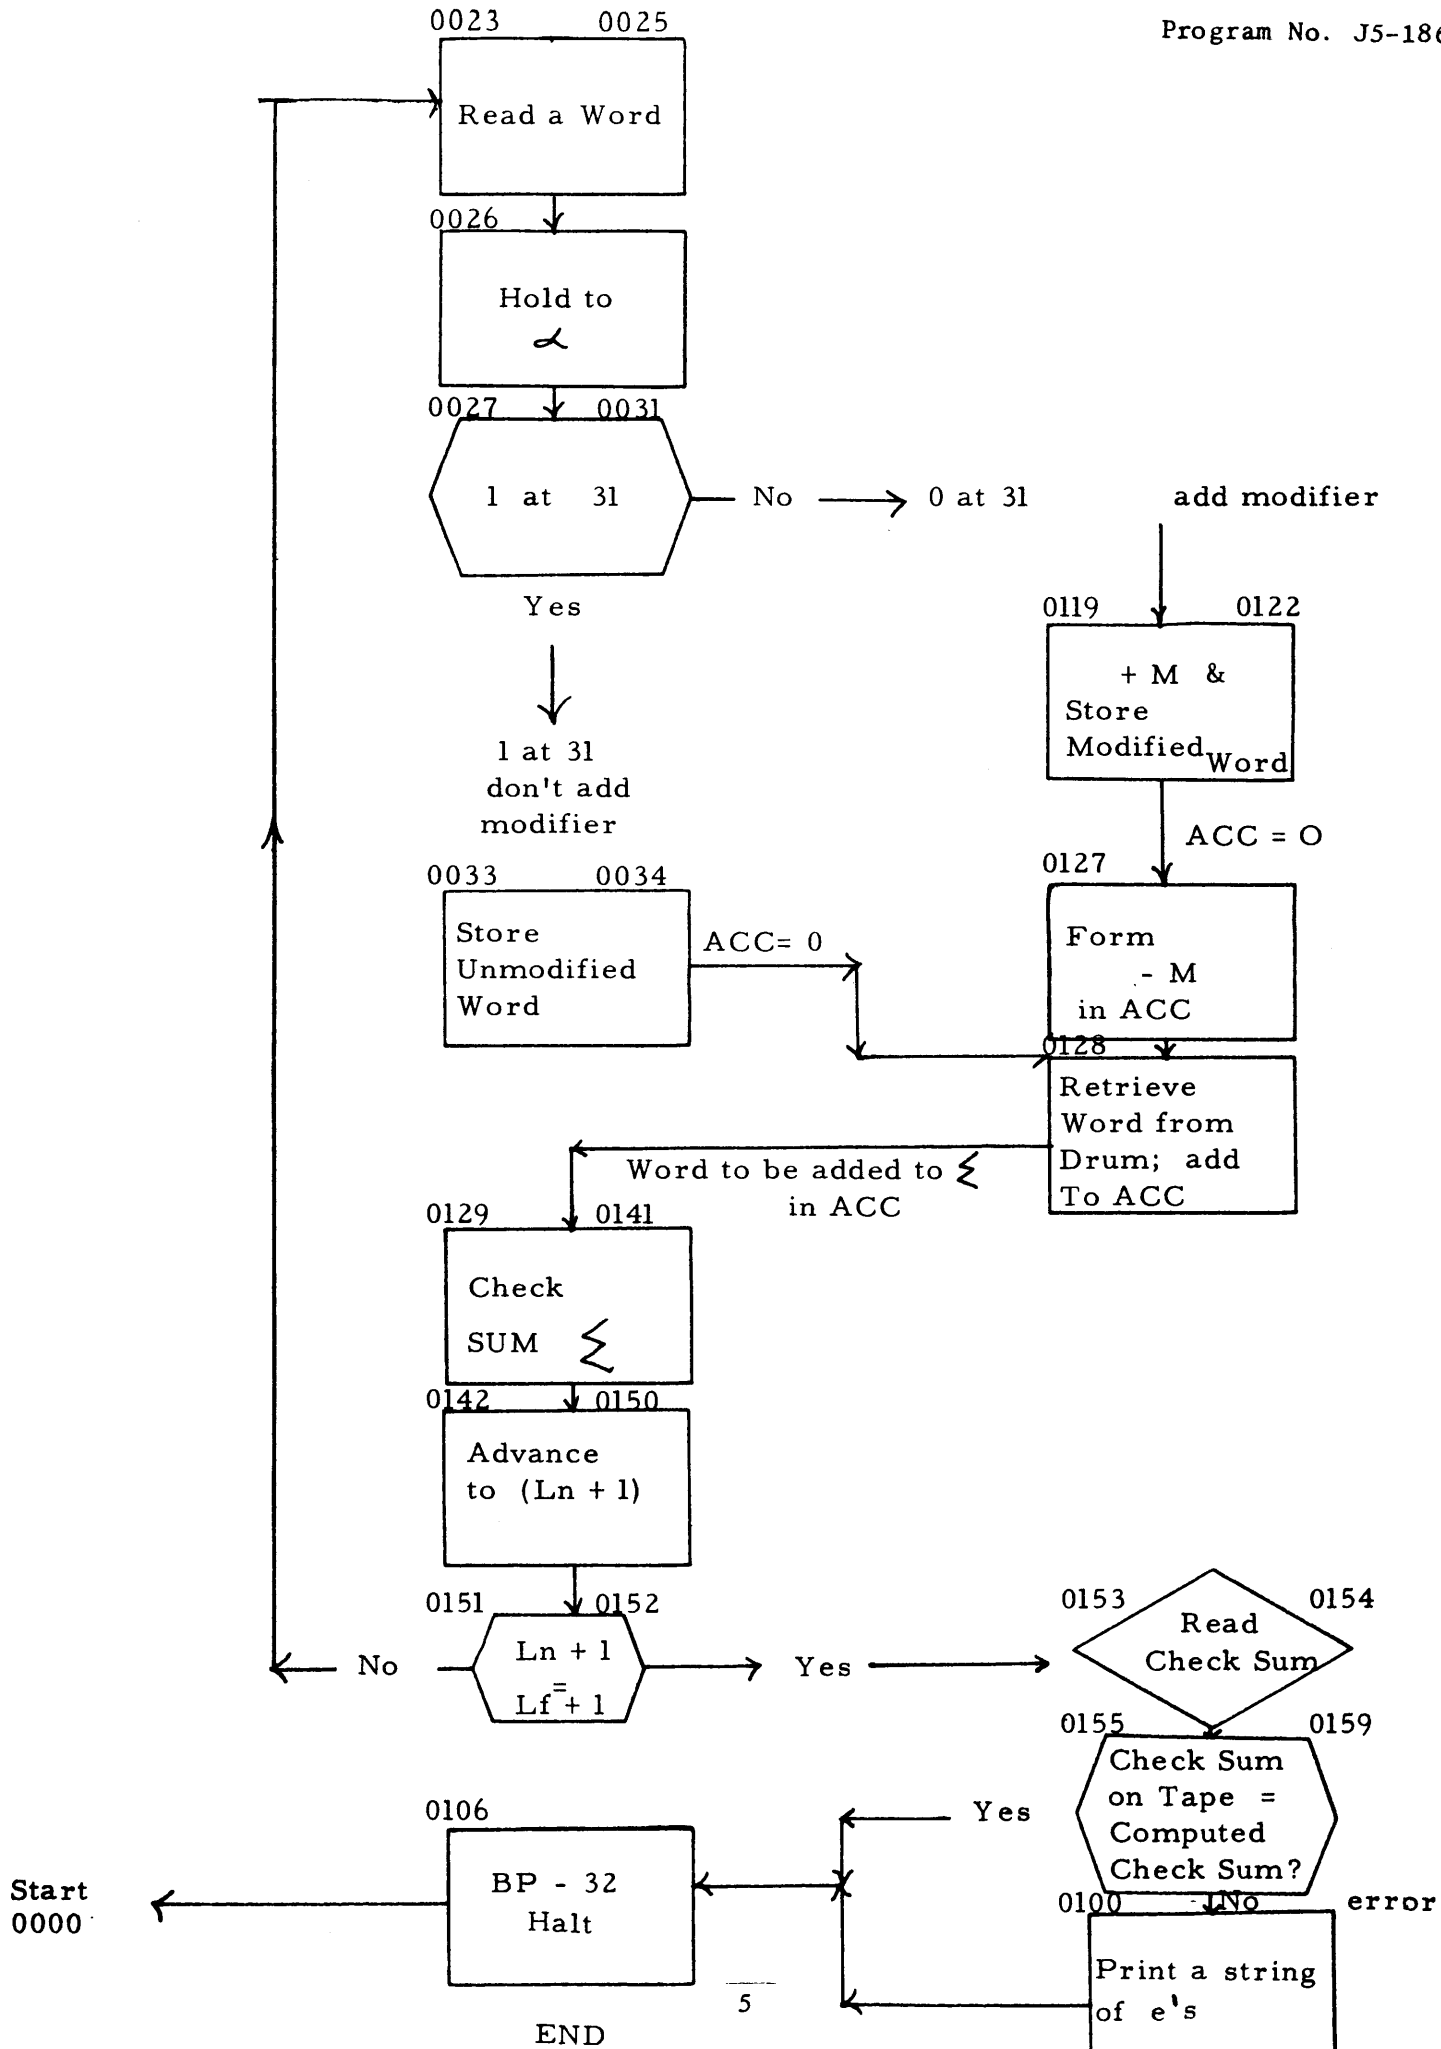 0023 0025
Program No. J5-186
Read a Word
0026
Hold to
α
0027 0031
1 at 31
No
0 at 31
add modifier
Yes
0119 0122
+ M &
Store
Modified Word
1 at 31
don't add
modifier
ACC = O
0033 0034
0127
Store
Unmodified
Word
ACC= 0
Form
- M
in ACC
0128
Retrieve
Word from
Drum; add
To ACC
Word to be added to Σ
in ACC
0129 0141
Check
SUM Σ
0142 0150
Advance
to (Ln + 1)
0151 0152
0153 0154
Read
Check Sum
Ln + 1
=
Lf + 1
No
Yes
0155 0159
Check Sum
on Tape =
Computed
Check Sum?
Yes
0106
BP - 32
Halt
Start
0000
0100 No error
Print a string
of e's
5
END